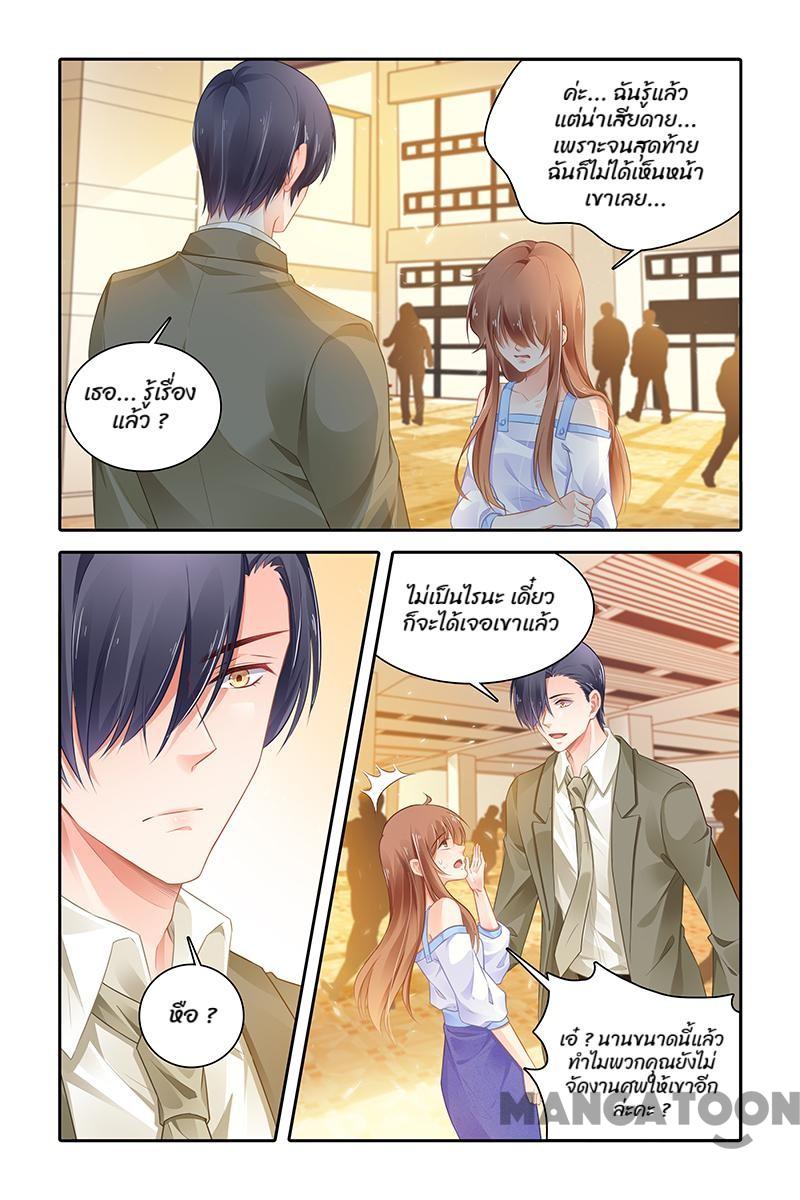 ค่ะ... ฉันรู้แล้ว
แต่น่าเสียดาย...
เพราะจนสุดท้าย
ฉันก็ไม่ได้เห็นหน้า
เขาเลย...
เธอ... รู้เรื่อง
แล้ว ?
หือ ?
ไม่เป็นไรนะ เดี๋ยว
ก็จะได้เจอเขาแล้ว
เอ๋ ? นานขนาดนี้แล้ว
ทำไมพวกคุณยังไม่
จัดงานศพให้เขาอีก
ล่ะคะ ?
MANGATOON